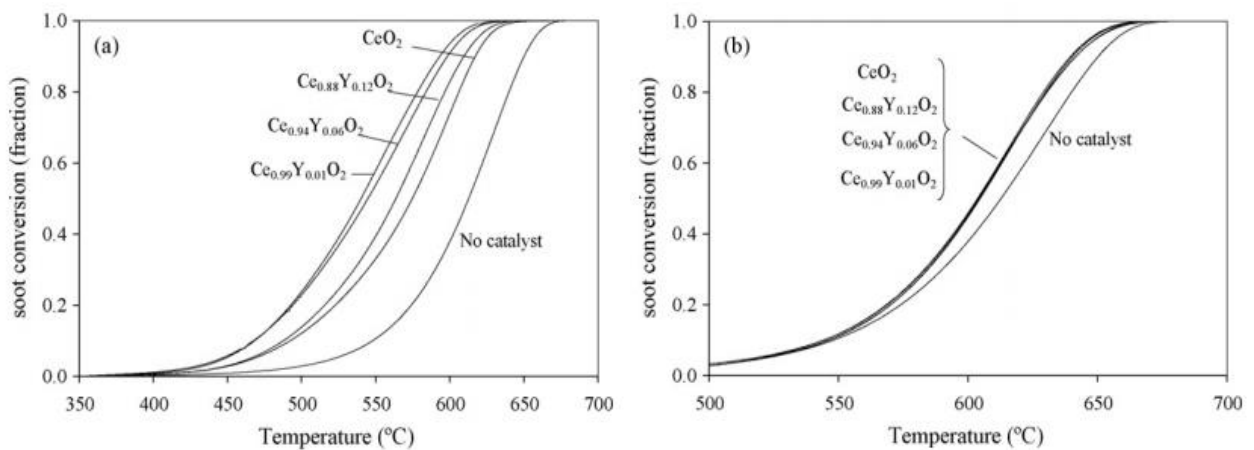 (a)
1.0
0.8
0.6
0.4
0.2
0.0
soot conversion (fraction)
CeO₂
Ce₀.₈₈Y₀.₁₂O₂
Ce₀.₉₄Y₀.₀₆O₂
Ce₀.₉₉Y₀.₀₁O₂
No catalyst
350 400 450 500 550 600 650 700
Temperature (ºC)
(b)
1.0
0.8
0.6
0.4
0.2
0.0
soot conversion (fraction)
CeO₂
Ce₀.₈₈Y₀.₁₂O₂
Ce₀.₉₄Y₀.₀₆O₂
Ce₀.₉₉Y₀.₀₁O₂
No catalyst
500 550 600 650 700
Temperature (ºC)